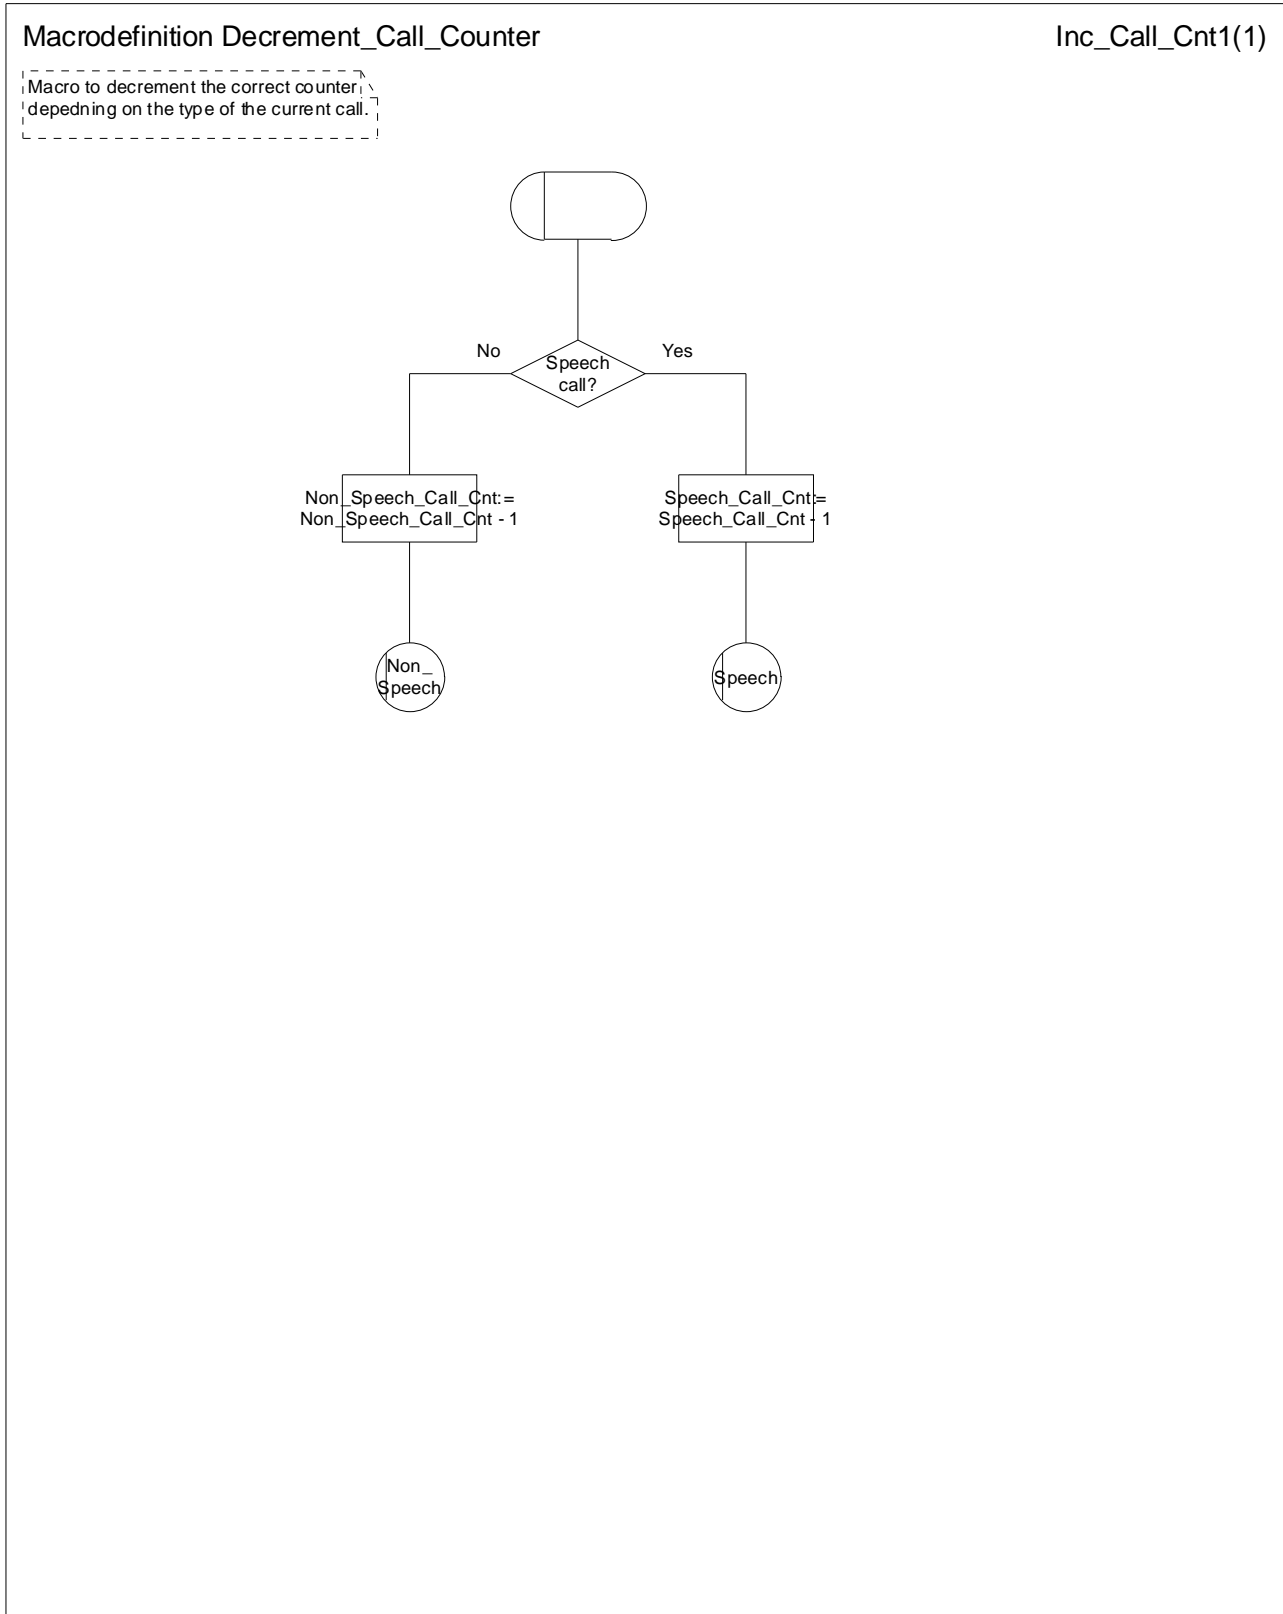 Macrodefinition Decrement_Call_Counter
Inc_Call_Cnt1(1)
Macro to decrement the correct counter
depedning on the type of the current call.
No
Yes
Speech
call?
Non_Speech_Call_Cnt:=
Non_Speech_Call_Cnt - 1
Speech_Call_Cnt:=
Speech_Call_Cnt - 1
Non_
Speech
Speech